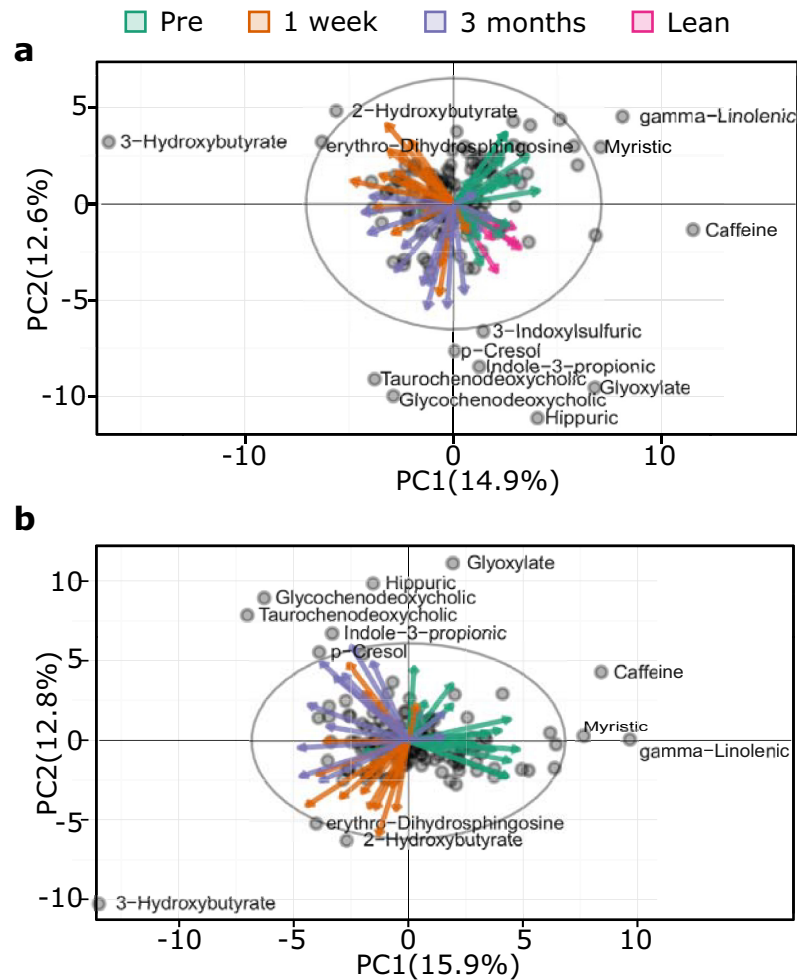 Pre 1 week 3 months Lean
a
5
0
-5
-10
PC2(12.6%)
2-Hydroxybutyrate
gamma-Linolenic
3-Hydroxybutyrate
erythro-Dihydrosphingosine
Myristic
Caffeine
3-Indoxylsulfuric
p-Cresol
Indole-3-propionic
Taurochenodeoxycholic
Glyoxylate
Glycochenodeoxycholic
Hippuric
-10 0 10
PC1(14.9%)
b
10
5
0
-5
-10
PC2(12.8%)
Glyoxylate
Hippuric
Glycochenodeoxycholic
Taurochenodeoxycholic
Indole-3-propionic
p-Cresol
Caffeine
Myristic
gamma-Linolenic
erythro-Dihydrosphingosine
2-Hydroxybutyrate
3-Hydroxybutyrate
-10 -5 0 5 10
PC1(15.9%)